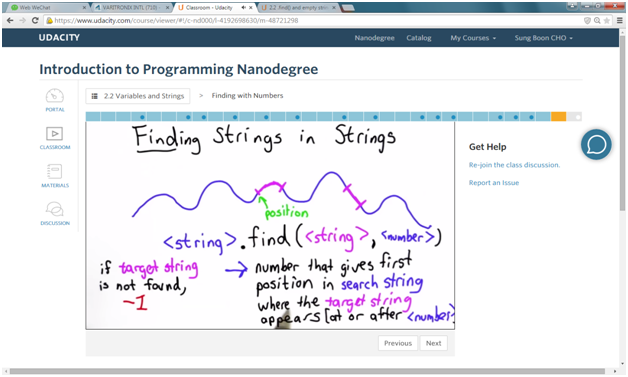 Web WeChat
VARITRONIX INTL (710)
Classroom - Udacity
2.2 .find() and empty strin
https://www.udacity.com/course/viewer#!/c-nd000/l-4192698630/m-48721298
UDACITY
Nanodegree Catalog My Courses Sung Boon CHO
Introduction to Programming Nanodegree
PORTAL
CLASSROOM
MATERIALS
DISCUSSION
2.2 Variables and Strings > Finding with Numbers
Finding Strings in Strings
position
<string>.find(<string>, <number>)
if target string
is not found,
-1
→ number that gives first
position in search string
where the target string
appears [at or after <number>
Previous Next
Get Help
Re-join the class discussion.
Report an Issue